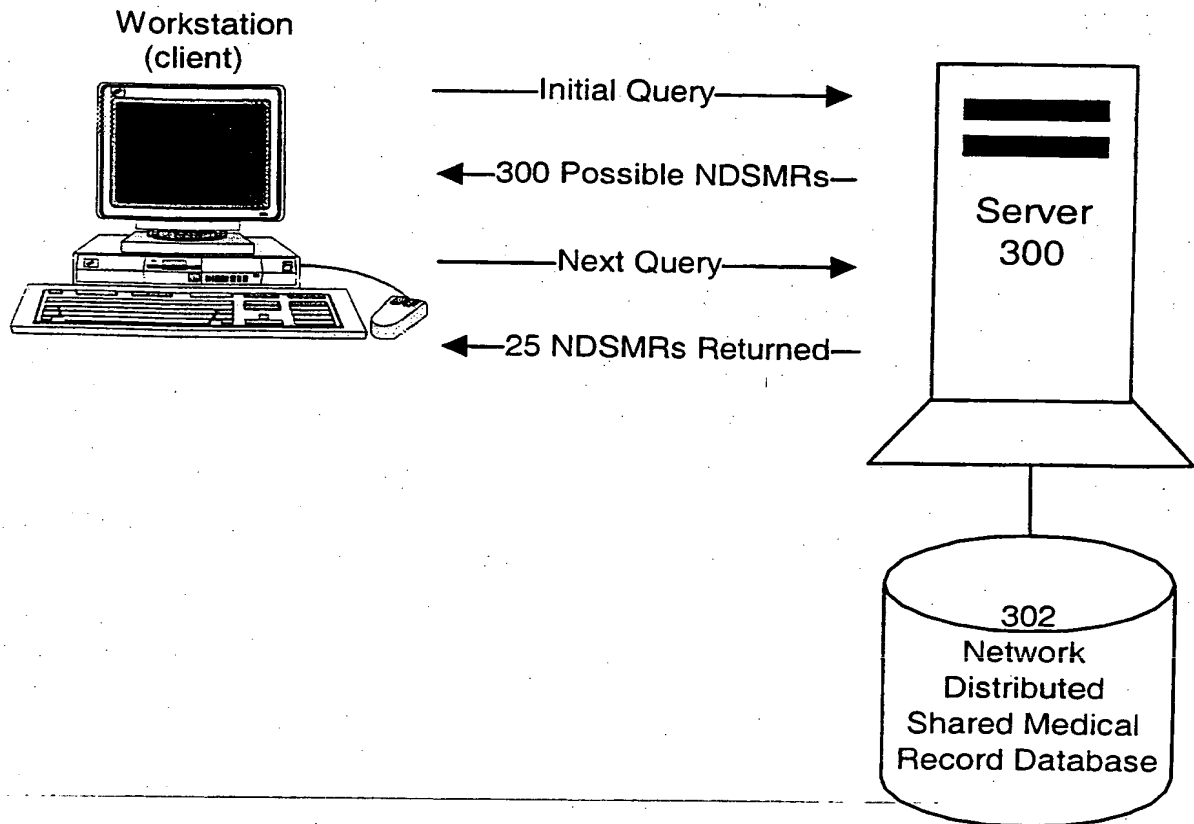 Workstation
(client)
Initial Query
300 Possible NDSMRs
Next Query
25 NDSMRs Returned
Server
300
302
Network
Distributed
Shared Medical
Record Database